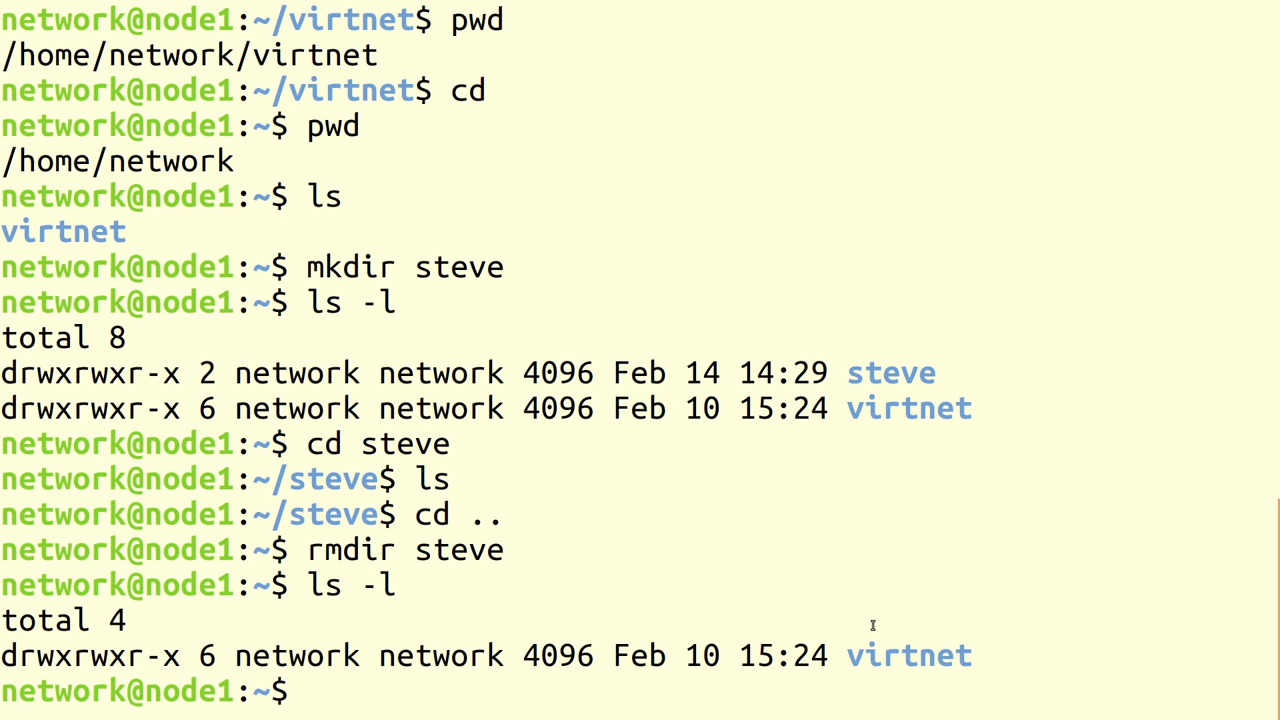 network@node1:~/virtnet$ pwd
/home/network/virtnet
network@node1:~/virtnet$ cd
network@node1:~$ pwd
/home/network
network@node1:~$ ls
virtnet
network@node1:~$ mkdir steve
network@node1:~$ ls -l
total 8
drwxrwxr-x 2 network network 4096 Feb 14 14:29 steve
drwxrwxr-x 6 network network 4096 Feb 10 15:24 virtnet
network@node1:~$ cd steve
network@node1:~/steve$ ls
network@node1:~/steve$ cd ..
network@node1:~$ rmdir steve
network@node1:~$ ls -l
total 4
drwxrwxr-x 6 network network 4096 Feb 10 15:24 virtnet
network@node1:~$